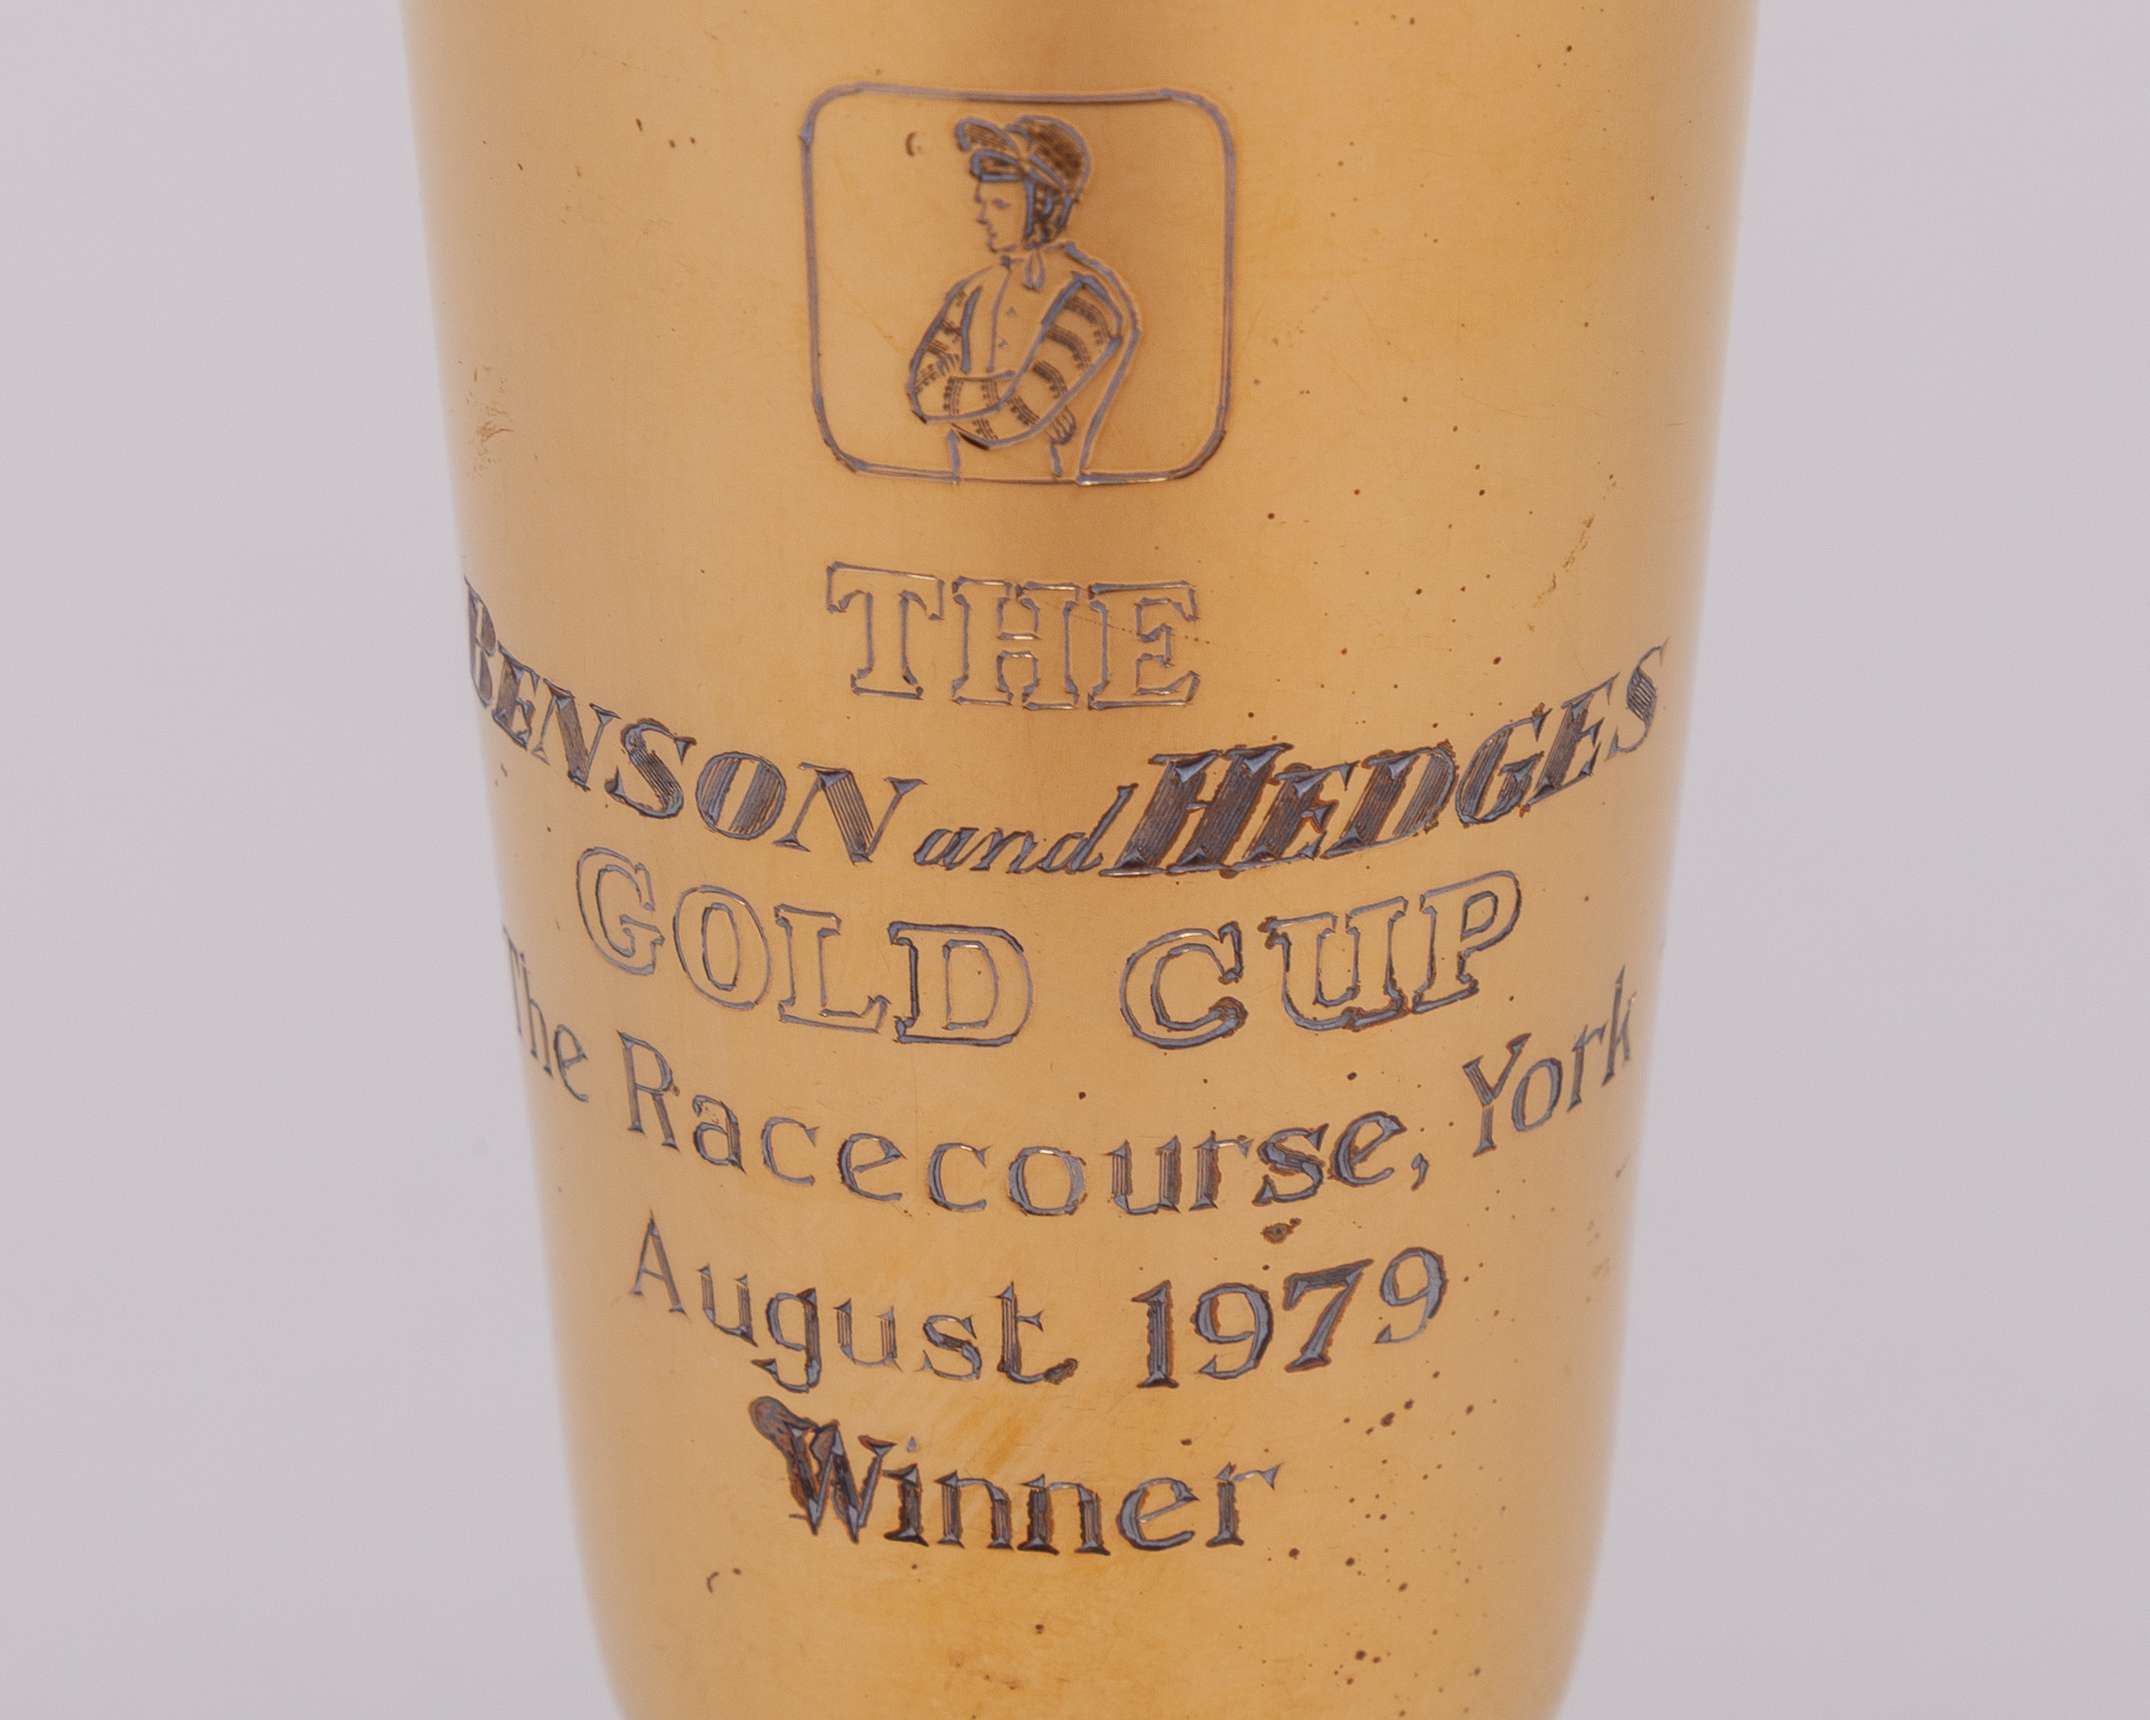 THE
BENSON and HEDGES
GOLD CUP
The Racecourse, York
August 1979
Winner